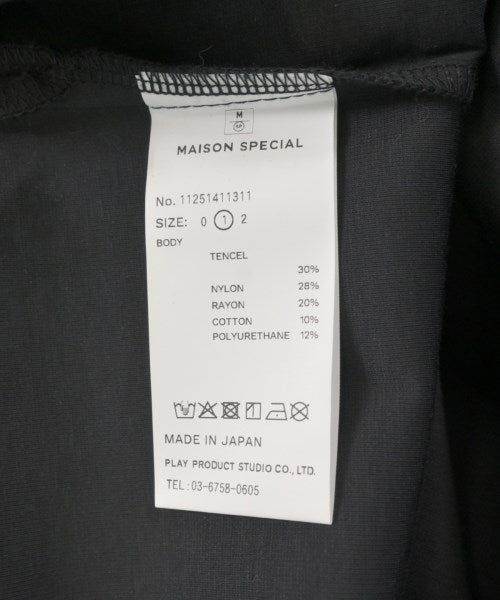 M
SP
MAISON SPECIAL
No. 11251411311
SIZE: 0 1 2
BODY
TENCEL
30%
NYLON 28%
RAYON 20%
COTTON 10%
POLYURETHANE 12%
MADE IN JAPAN
PLAY PRODUCT STUDIO CO., LTD.
TEL : 03-6758-0605